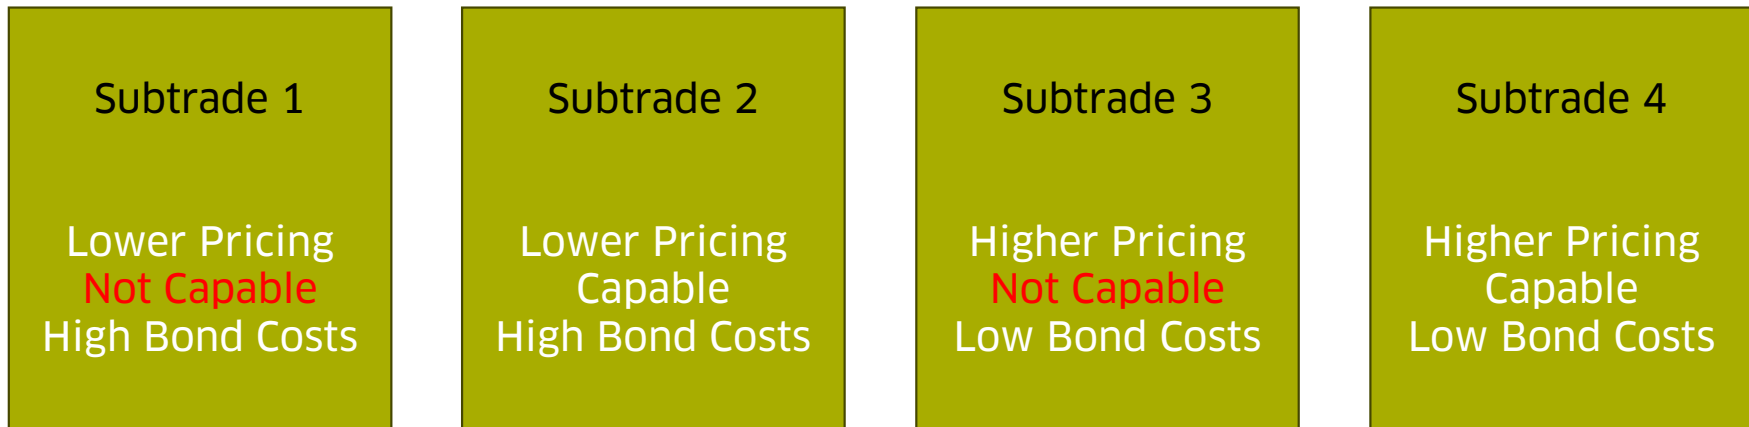 Subtrade 1
Lower Pricing
Not Capable
High Bond Costs
Subtrade 2
Lower Pricing
Capable
High Bond Costs
Subtrade 3
Higher Pricing
Not Capable
Low Bond Costs
Subtrade 4
Higher Pricing
Capable
Low Bond Costs